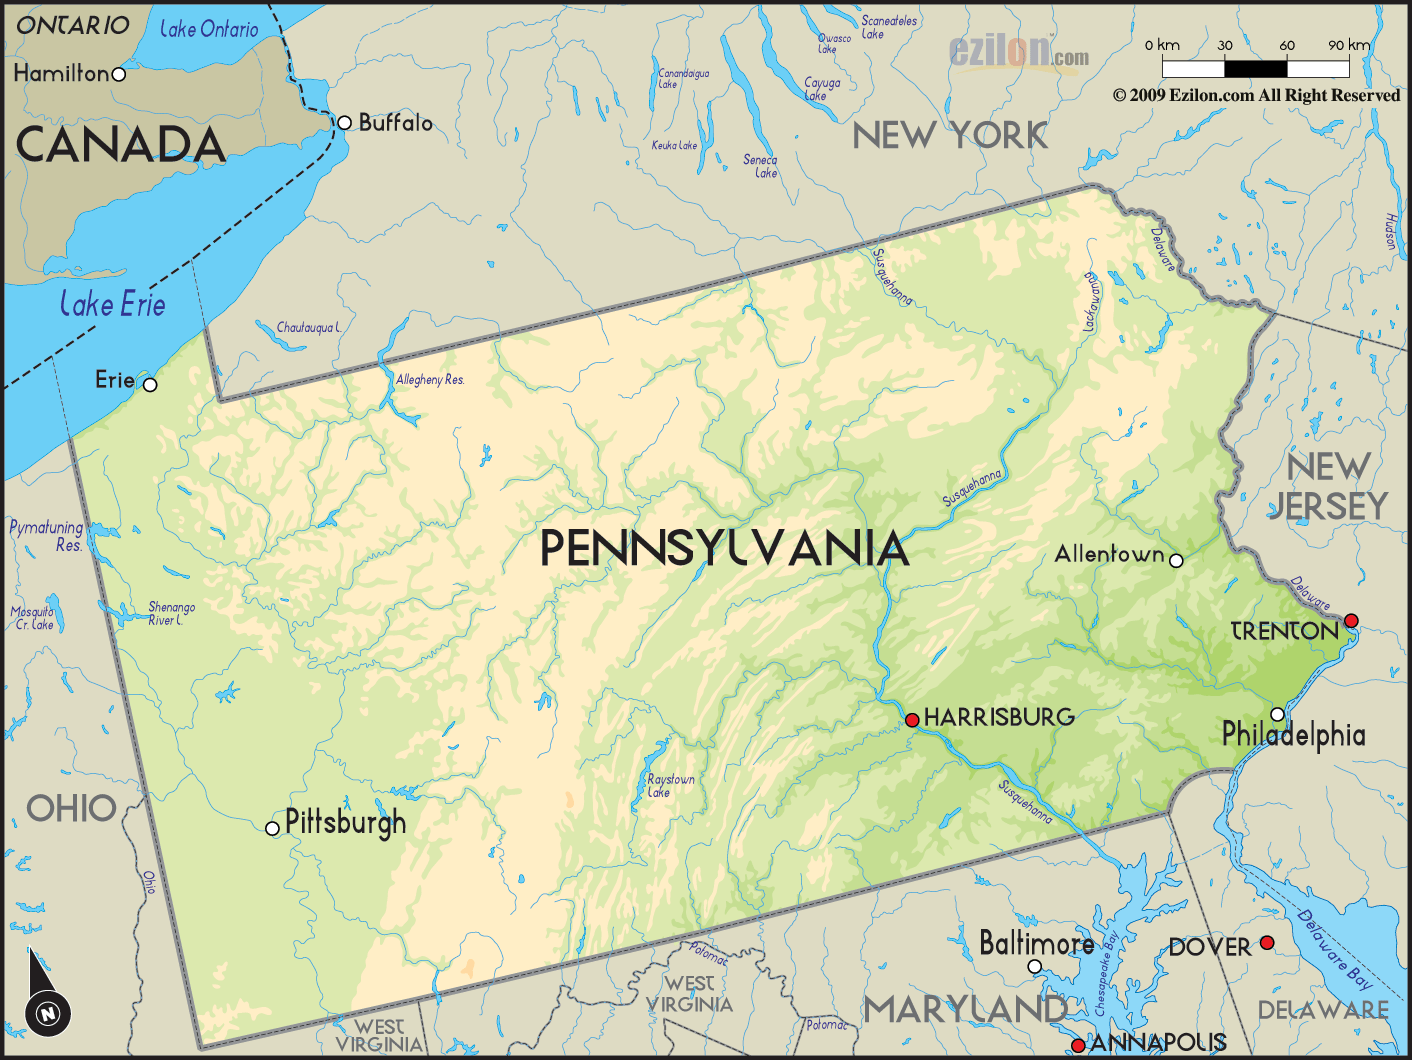 ONTARIO
Lake Ontario
Scaneateles
Lake
Owasco
Lake
ezilon.com
0 km 30 60 90 km
Hamilton
Canandaigua
Lake
Cayuga
Lake
© 2009 Ezilon.com All Right Reserved
Buffalo
CANADA
NEW YORK
Keuka Lake
Seneca
Lake
Hudson
Delaware
Susquehanna
Lackawanna
Lake Erie
Chautauqua l.
Erie
Allegheny Res.
NEW
JERSEY
Susquehanna
Pymatuning
Res.
PENNSYLVANIA
Allentown
Delaware
Mosquito
Cr. Lake
Shenango
River l.
TRENTON
HARRISBURG
Philadelphia
Raystown
Lake
Susquehanna
OHIO
Pittsburgh
Ohio
Baltimore
DOVER
Delaware Bay
Chesapeake Bay
Potomac
WEST
VIRGINIA
MARYLAND
DELAWARE
N
WEST
VIRGINIA
Potomac
ANNAPOLIS